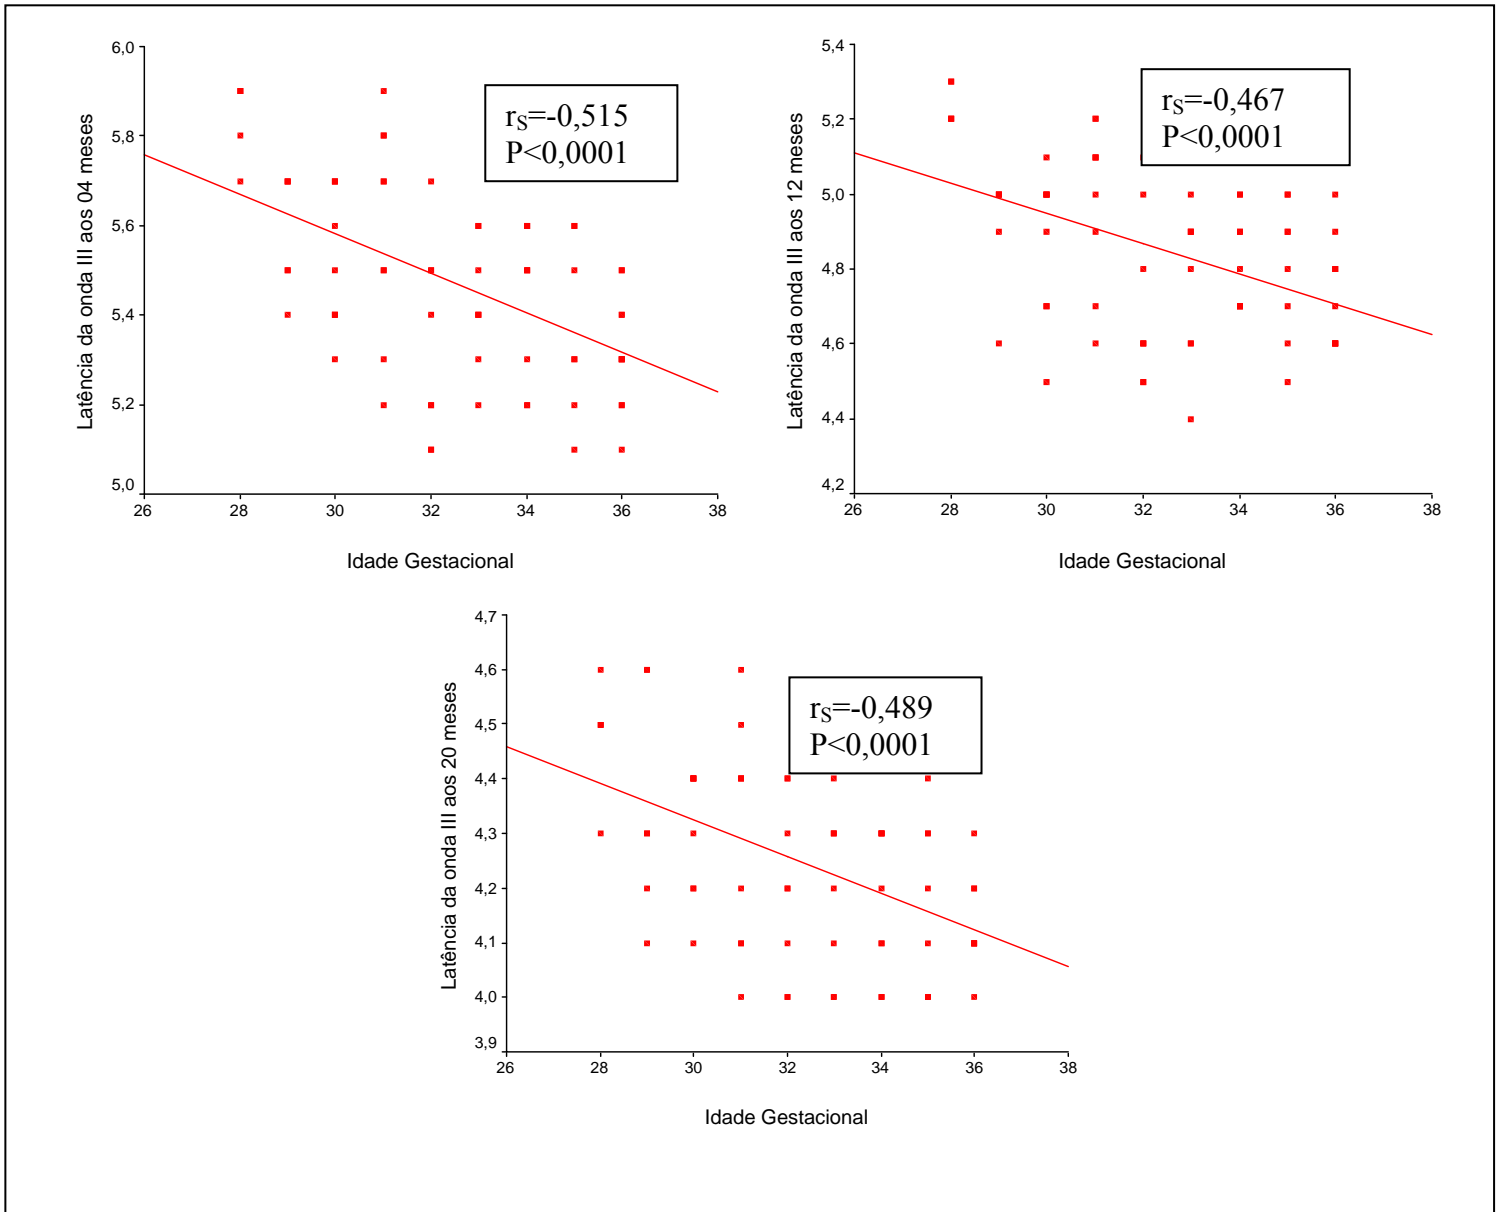 6,0
5,8
5,6
5,4
5,2
5,0
26 28 30 32 34 36 38
Latência da onda III aos 04 meses
Idade Gestacional
rS=-0,515
P<0,0001
5,4
5,2
5,0
4,8
4,6
4,4
4,2
26 28 30 32 34 36 38
Latência da onda III aos 12 meses
Idade Gestacional
rS=-0,467
P<0,0001
4,7
4,6
4,5
4,4
4,3
4,2
4,1
4,0
3,9
26 28 30 32 34 36 38
Latência da onda III aos 20 meses
Idade Gestacional
rS=-0,489
P<0,0001